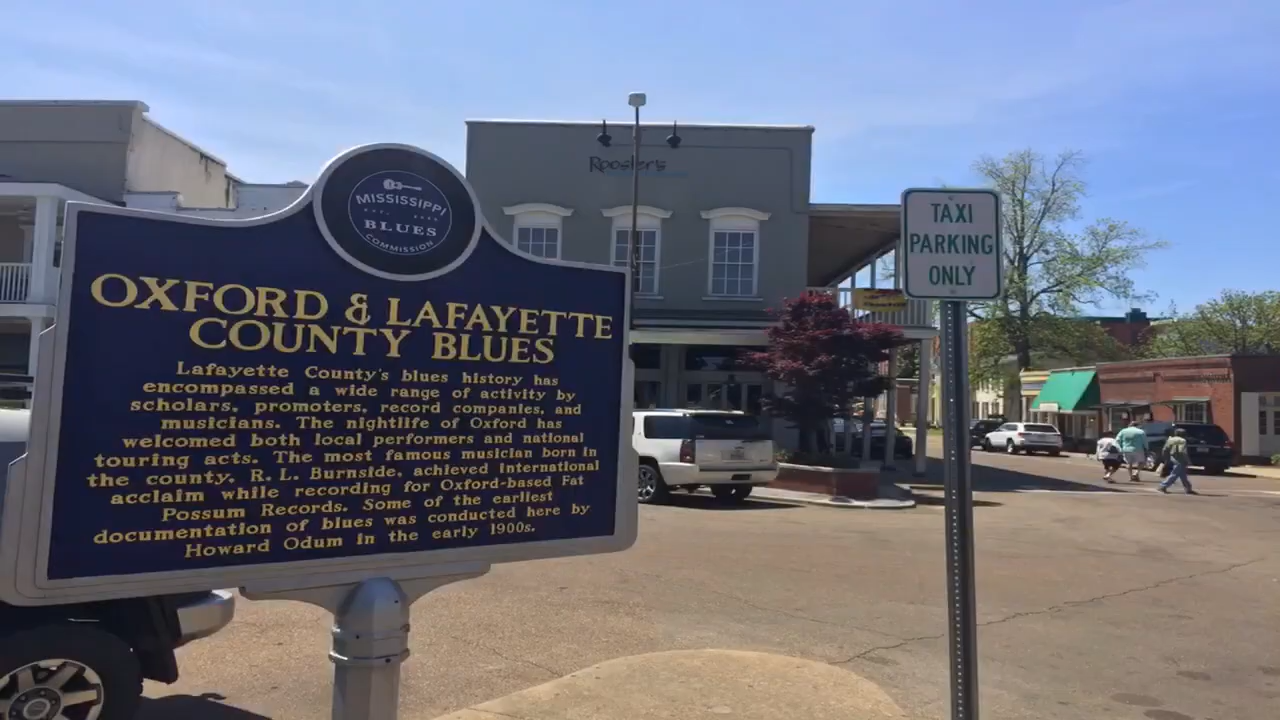 MISSISSIPPI
BLUES
COMMISSION
OXFORD & LAFAYETTE
COUNTY BLUES
Lafayette County's blues history has
encompassed a wide range of activity by
scholars, promoters, record companies, and
musicians. The nightlife of Oxford has
welcomed both local performers and national
touring acts. The most famous musician born in
the county, R. L. Burnside, achieved international
acclaim while recording for Oxford-based Fat
Possum Records. Some of the earliest
documentation of blues was conducted here by
Howard Odum in the early 1900s.
Rooster's
TAXI
PARKING
ONLY